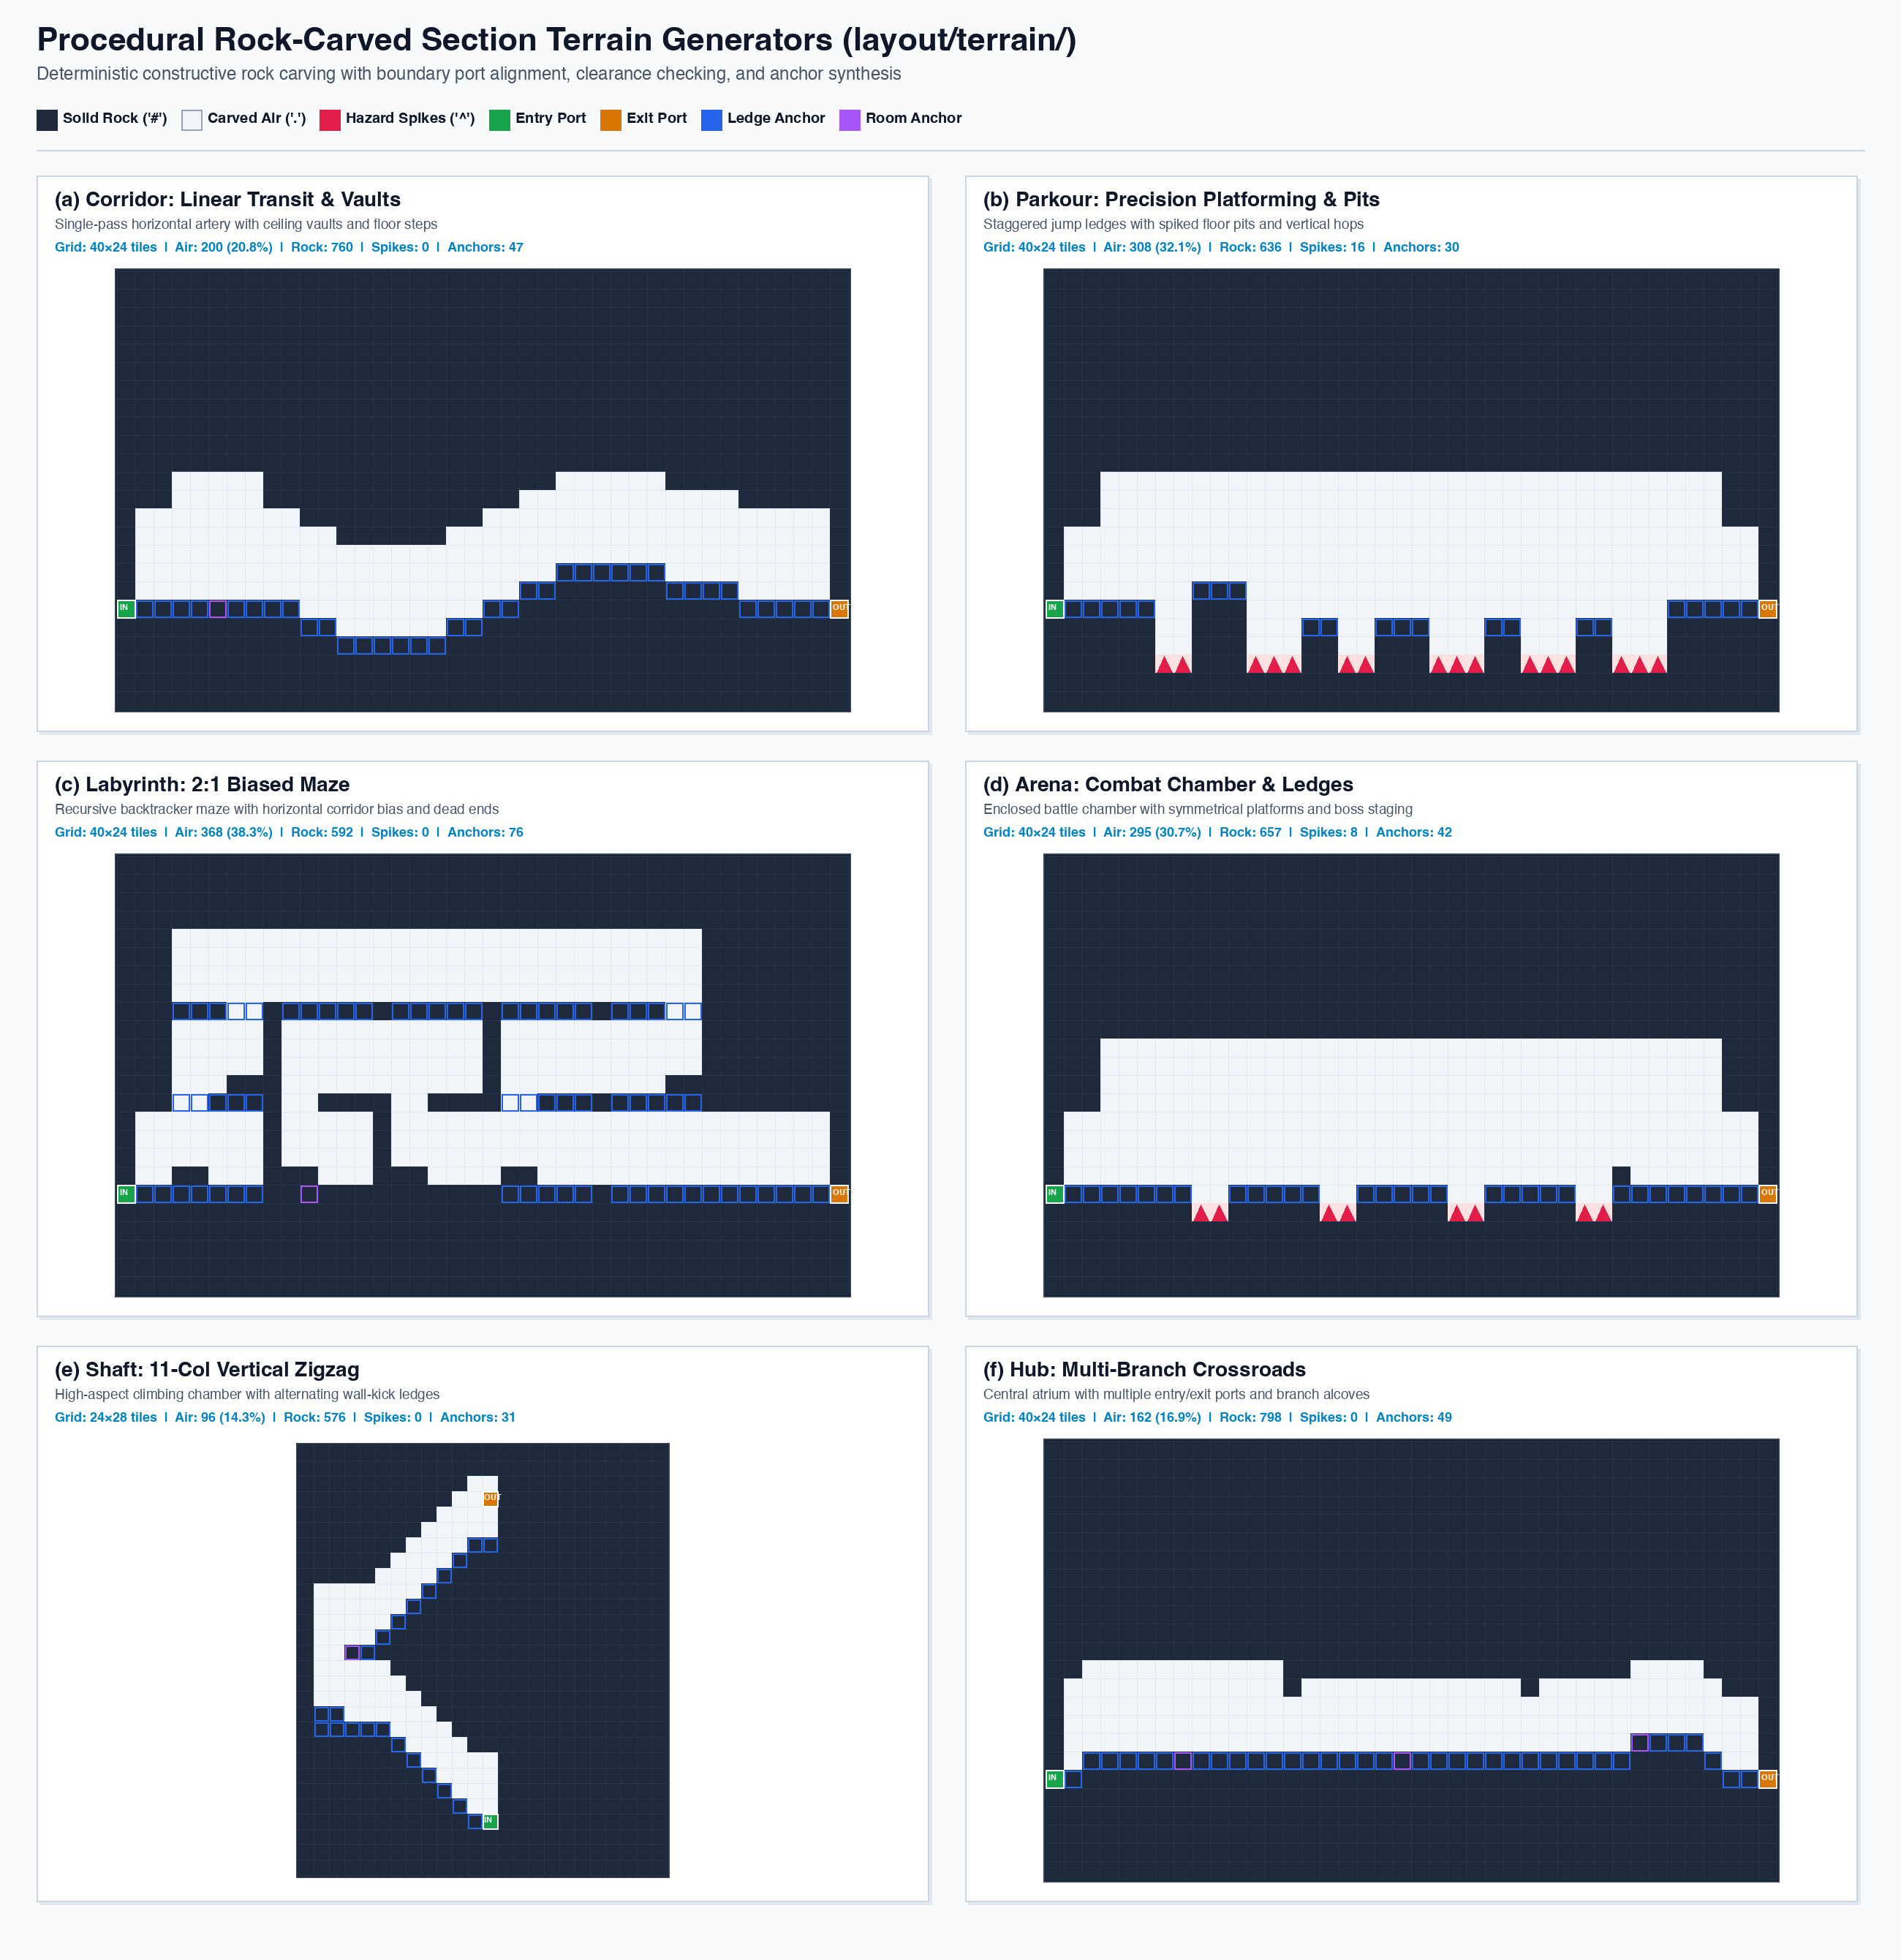 Procedural Rock-Carved Section Terrain Generators (layout/terrain/)
Deterministic constructive rock carving with boundary port alignment, clearance checking, and anchor synthesis
Solid Rock ('#') Carved Air ('.') Hazard Spikes ('^') Entry Port Exit Port Ledge Anchor Room Anchor
(a) Corridor: Linear Transit & Vaults
Single-pass horizontal artery with ceiling vaults and floor steps
Grid: 40×24 tiles | Air: 200 (20.8%) | Rock: 760 | Spikes: 0 | Anchors: 47
IN
OUT
(b) Parkour: Precision Platforming & Pits
Staggered jump ledges with spiked floor pits and vertical hops
Grid: 40×24 tiles | Air: 308 (32.1%) | Rock: 636 | Spikes: 16 | Anchors: 30
IN
OUT
(c) Labyrinth: 2:1 Biased Maze
Recursive backtracker maze with horizontal corridor bias and dead ends
Grid: 40×24 tiles | Air: 368 (38.3%) | Rock: 592 | Spikes: 0 | Anchors: 76
IN
OUT
(d) Arena: Combat Chamber & Ledges
Enclosed battle chamber with symmetrical platforms and boss staging
Grid: 40×24 tiles | Air: 295 (30.7%) | Rock: 657 | Spikes: 8 | Anchors: 42
IN
OUT
(e) Shaft: 11-Col Vertical Zigzag
High-aspect climbing chamber with alternating wall-kick ledges
Grid: 24×28 tiles | Air: 96 (14.3%) | Rock: 576 | Spikes: 0 | Anchors: 31
OUT
IN
(f) Hub: Multi-Branch Crossroads
Central atrium with multiple entry/exit ports and branch alcoves
Grid: 40×24 tiles | Air: 162 (16.9%) | Rock: 798 | Spikes: 0 | Anchors: 49
IN
OUT